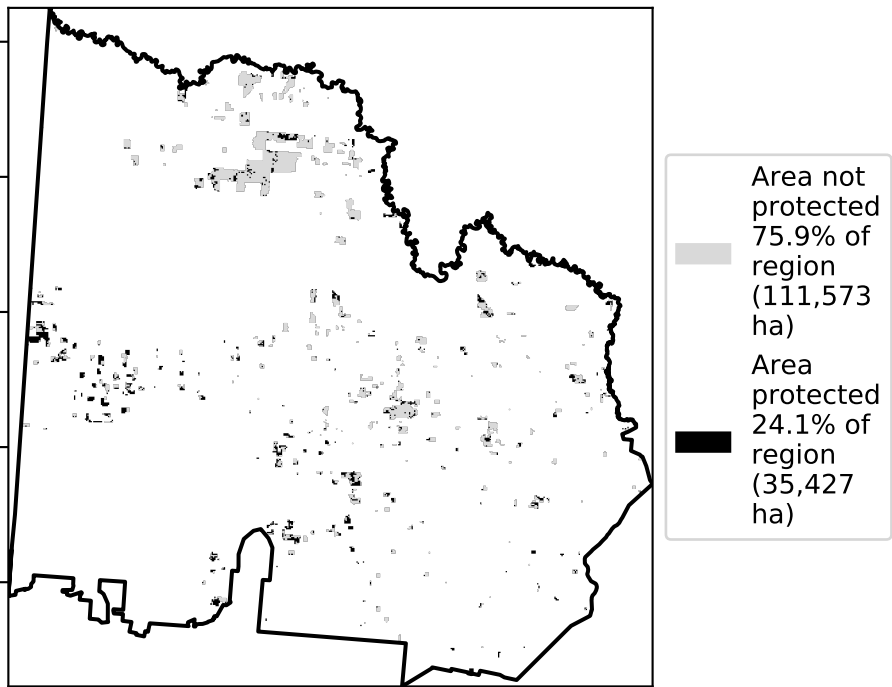 Area not
protected
75.9% of
region
(111,573
ha)
Area
protected
24.1% of
region
(35,427
ha)